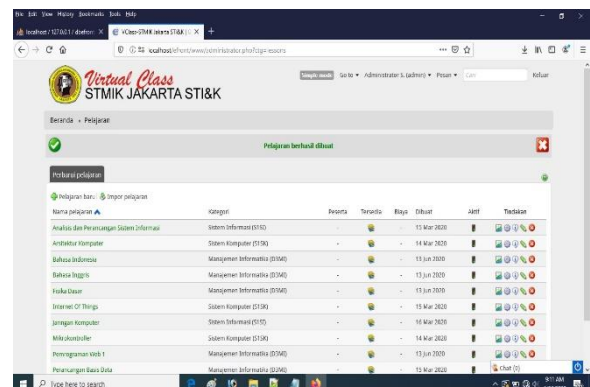 File Edit View History Bookmarks Tools Help
localhost / 127.0.0.1 /
VClass-STMIK Jakarta STI&K |
localhost/efront/www/administrator.php?ctg=lessons
Virtual Class
STMIK JAKARTA STI&K
Go to Administrator S. (admin) Pesan Keluar
Beranda » Pelajaran
Pelajaran berhasil dibuat
Perbarui pelajaran
Pelajaran baru Impor pelajaran
Nama pelajaran Kategori Peserta Tersedia Biaya Dibuat Aktif Tindakan
Analisis dan Perancangan Sistem Informasi Sistem Informasi (S1SI) - - 15 Mar 2020
Arsitektur Komputer Sistem Komputer (S1SK) - - 14 Mar 2020
Bahasa Indonesia Manajemen Informatika (D3MI) - - 13 Jun 2020
Bahasa Inggris Manajemen Informatika (D3MI) - - 13 Jun 2020
Fisika Dasar Manajemen Informatika (D3MI) - - 13 Jun 2020
Internet Of Things Sistem Komputer (S1SK) - - 15 Mar 2020
Jaringan Komputer Sistem Informasi (S1SI) - - 16 Mar 2020
Mikrokontroller Sistem Komputer (S1SK) - - 14 Mar 2020
Pemrograman Web 1 Manajemen Informatika (D3MI) - - 13 Jun 2020
Perancangan Basis Data Manajemen Informatika (D3MI) - - 15 Mar 2020
Chat (0)
Type here to search
9:11 AM